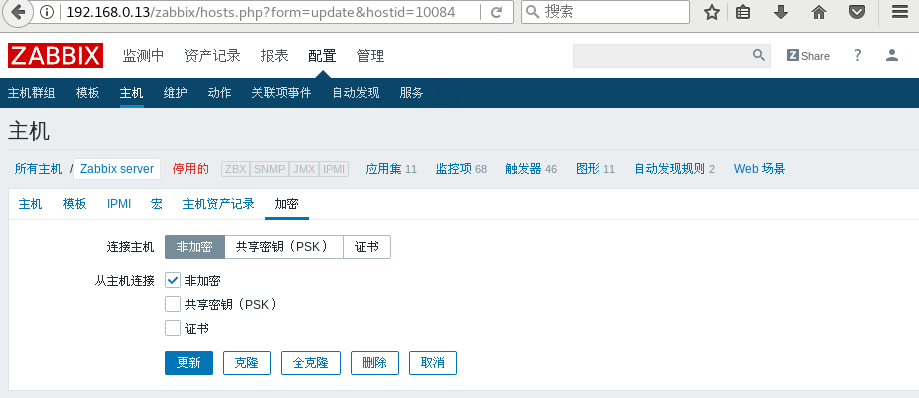 192.168.0.13/zabbix/hosts.php?form=update&hostid=10084 搜索
ZABBIX 监测中 资产记录 报表 配置 管理 Z Share ?
主机群组 模板 主机 维护 动作 关联项事件 自动发现 服务
主机
所有主机 / Zabbix server 停用的 ZBX SNMP JMX IPMI 应用集 11 监控项 68 触发器 46 图形 11 自动发现规则 2 Web 场景
主机 模板 IPMI 宏 主机资产记录 加密
连接主机 非加密 共享密钥（PSK） 证书
从主机连接 非加密
共享密钥（PSK）
证书
更新 克隆 全克隆 删除 取消